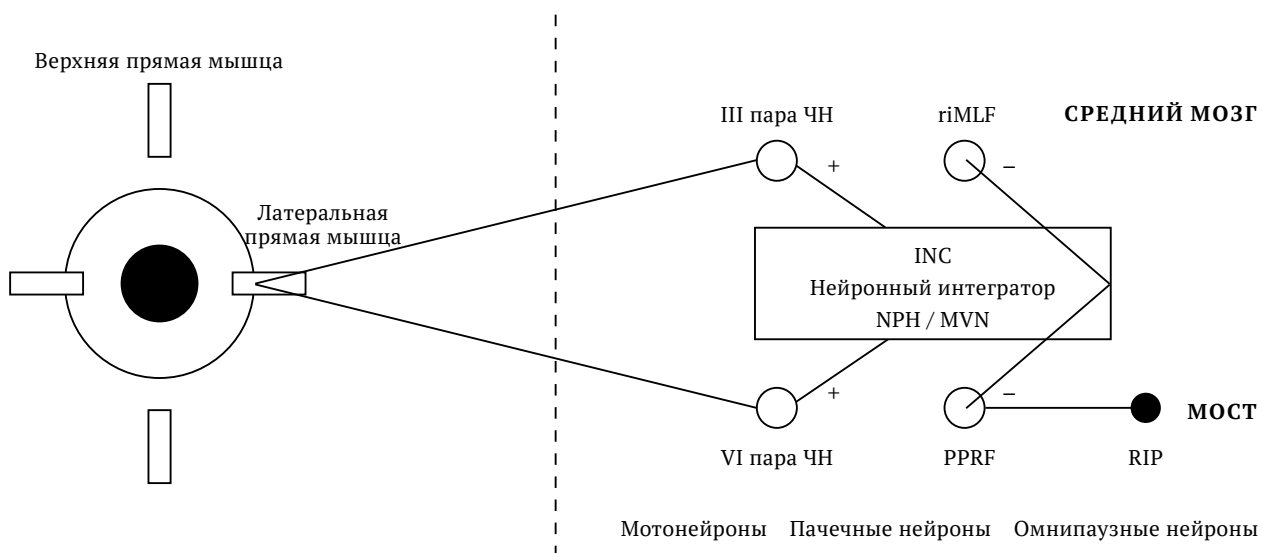 Верхняя прямая мышца
III пара ЧН
riMLF
СРЕДНИЙ МОЗГ
+
–
Латеральная
прямая мышца
INC
Нейронный интегратор
NPH / MVN
+
–
МОСТ
VI пара ЧН
PPRF
RIP
Мотонейроны
Пачечные нейроны
Омнипаузные нейроны